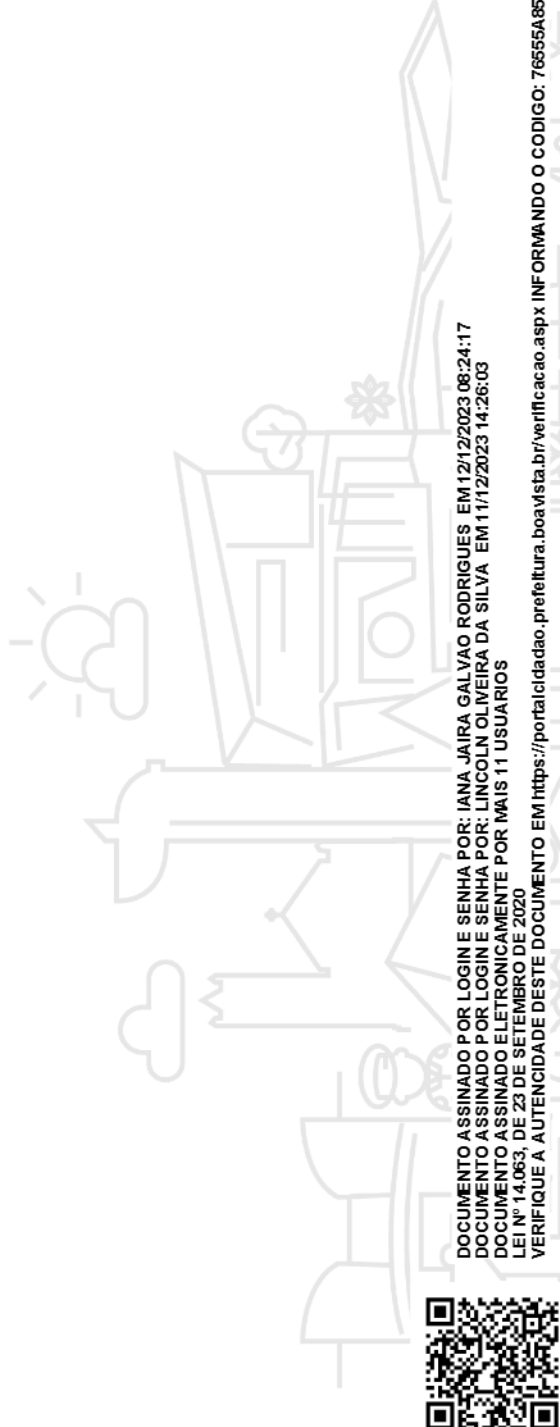 DOCUMENTO ASSINADO POR LOGIN E SENHA POR: IANA JAIRA GALVAO RODRIGUES EM 12/12/2023 08:24:17
DOCUMENTO ASSINADO POR LOGIN E SENHA POR: LINCOLN OLIVEIRA DA SILVA EM 11/12/2023 14:26:03
DOCUMENTO ASSINADO ELETRONICAMENTE POR MAIS 11 USUARIOS
LEI Nº 14.063, DE 23 DE SETEMBRO DE 2020
VERIFIQUE A AUTENCIDADE DESTE DOCUMENTO EM https://portalcidadao.prefeitura.boavista.br/verificacao.aspx INFORMANDO O CODIGO: 76555A85